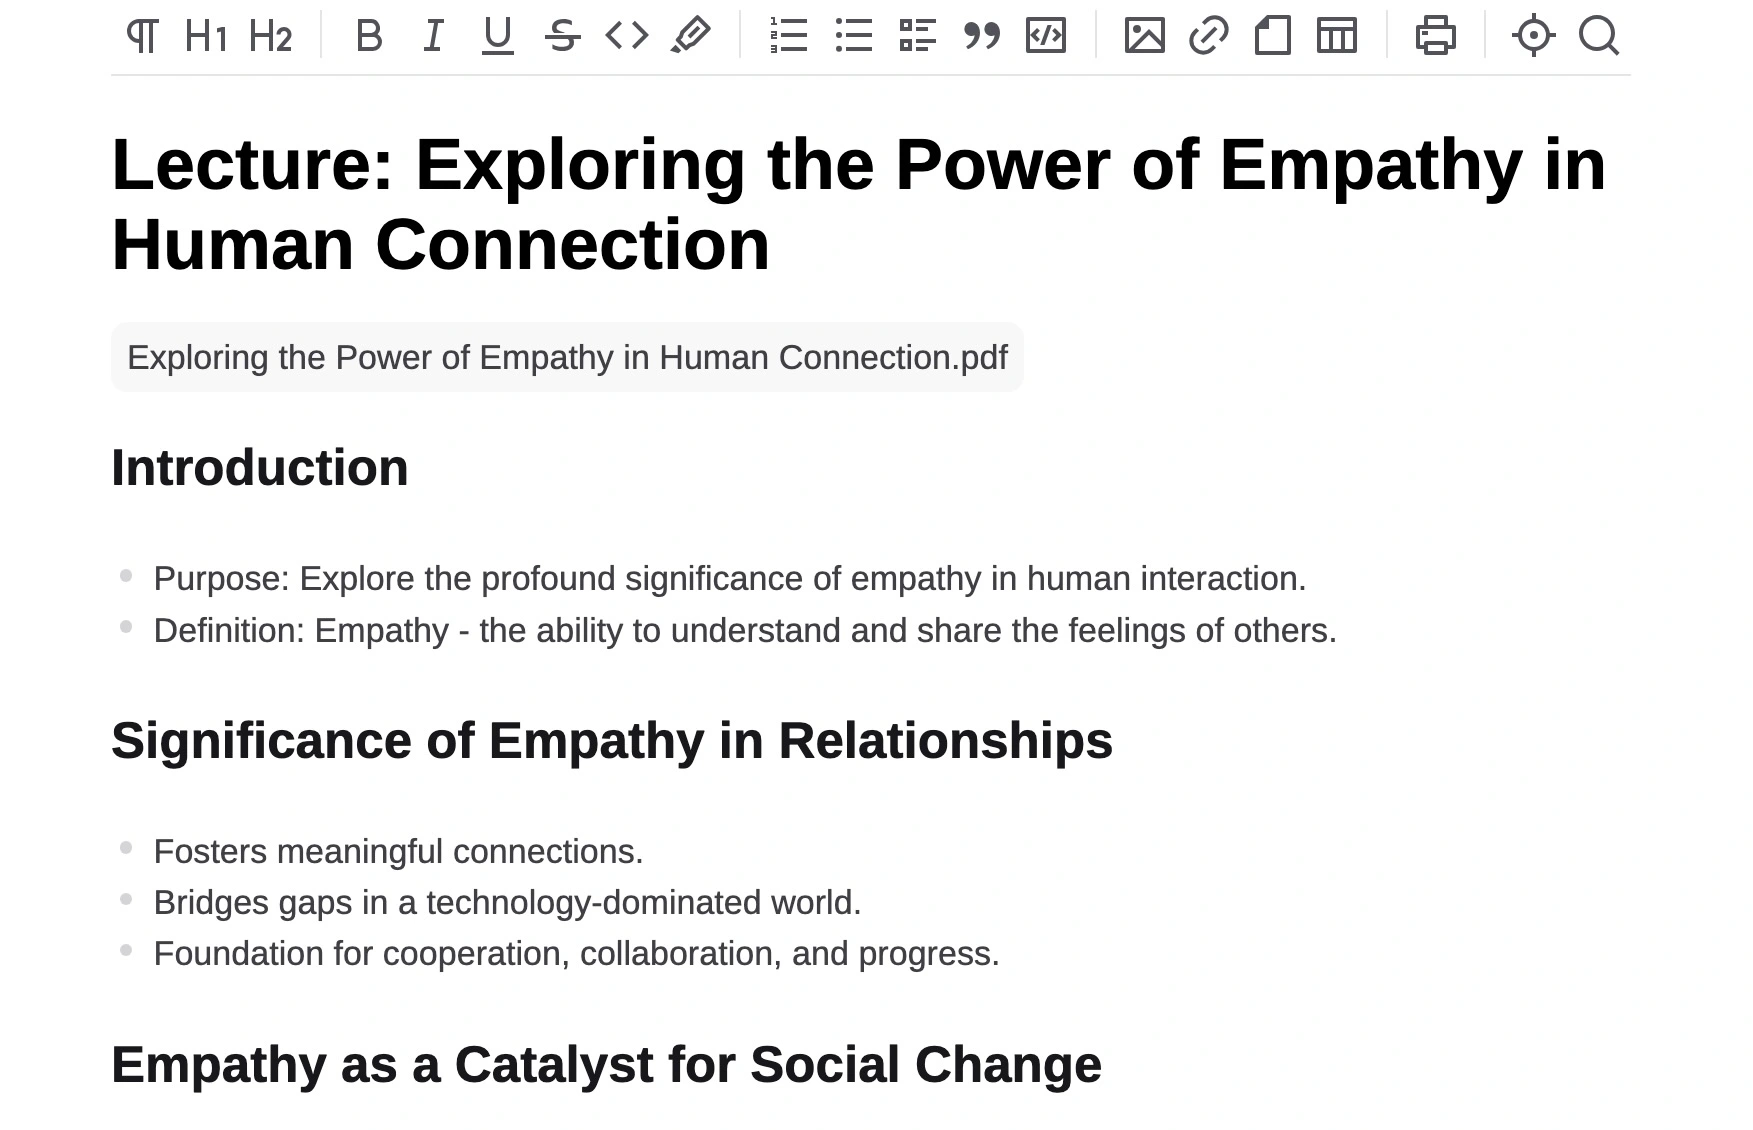 H1 H2 B I U S
Lecture: Exploring the Power of Empathy in
Human Connection
Exploring the Power of Empathy in Human Connection.pdf
Introduction
Purpose: Explore the profound significance of empathy in human interaction.
Definition: Empathy - the ability to understand and share the feelings of others.
Significance of Empathy in Relationships
Fosters meaningful connections.
Bridges gaps in a technology-dominated world.
Foundation for cooperation, collaboration, and progress.
Empathy as a Catalyst for Social Change